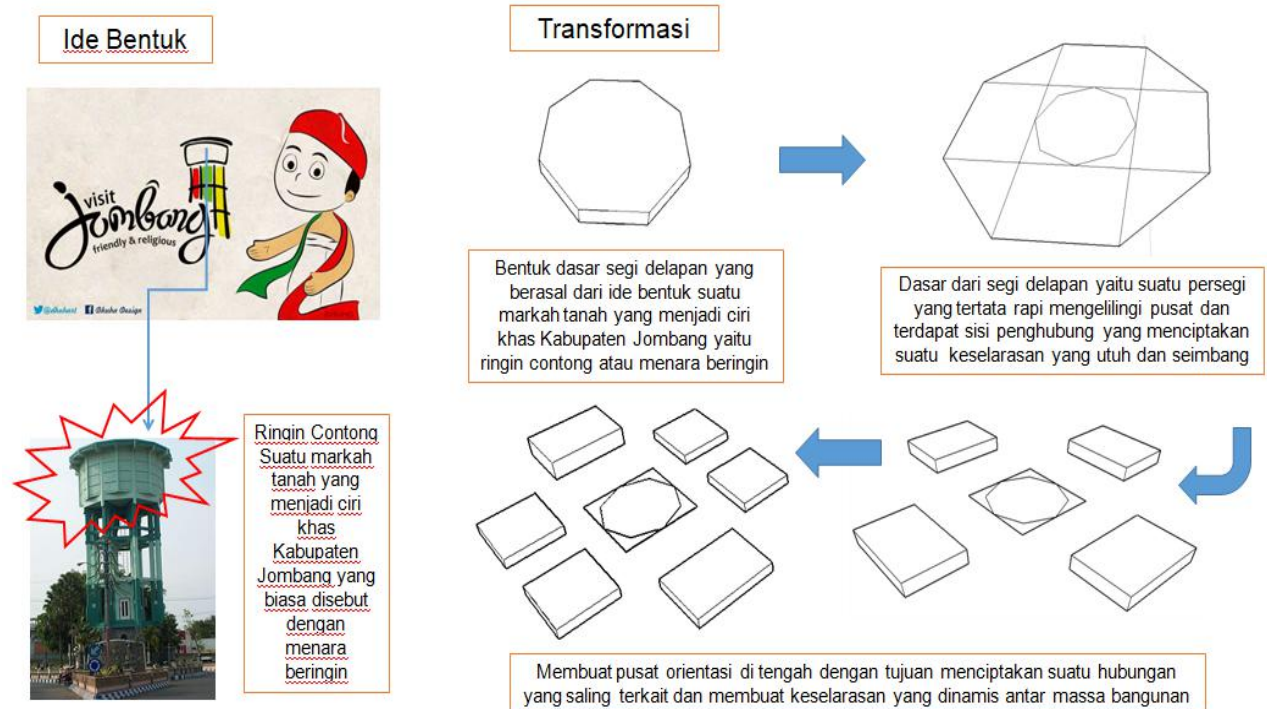 Ide Bentuk
visit
Jombang
friendly & religious
Ringin Contong
Suatu markah
tanah yang
menjadi ciri
khas
Kabupaten
Jombang yang
biasa disebut
dengan
menara
beringin
Transformasi
Bentuk dasar segi delapan yang
berasal dari ide bentuk suatu
markah tanah yang menjadi ciri
khas Kabupaten Jombang yaitu
ringin contong atau menara beringin
Dasar dari segi delapan yaitu suatu persegi
yang tertata rapi mengelilingi pusat dan
terdapat sisi penghubung yang menciptakan
suatu keselarasan yang utuh dan seimbang
Membuat pusat orientasi di tengah dengan tujuan menciptakan suatu hubungan
yang saling terkait dan membuat keselarasan yang dinamis antar massa bangunan